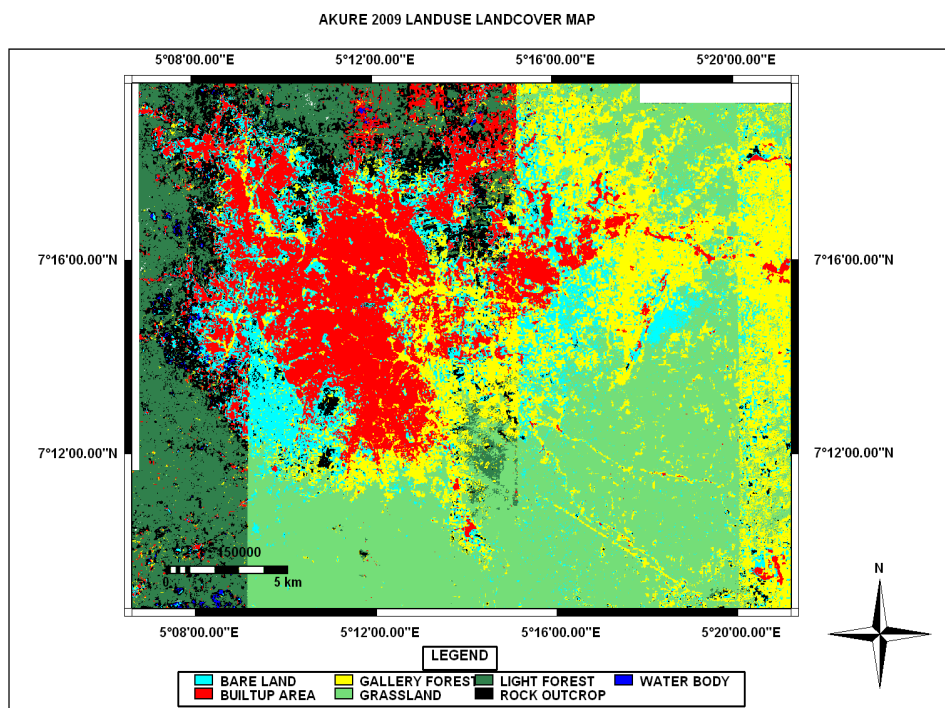 AKURE 2009 LANDUSE LANDCOVER MAP
5°08'00.00"E 5°12'00.00"E 5°16'00.00"E 5°20'00.00"E
7°16'00.00"N 7°16'00.00"N
7°12'00.00"N 7°12'00.00"N
150000
0 5 km
5°08'00.00"E 5°12'00.00"E 5°16'00.00"E 5°20'00.00"E
N
LEGEND
BARE LAND GALLERY FOREST LIGHT FOREST WATER BODY
BUILTUP AREA GRASSLAND ROCK OUTCROP